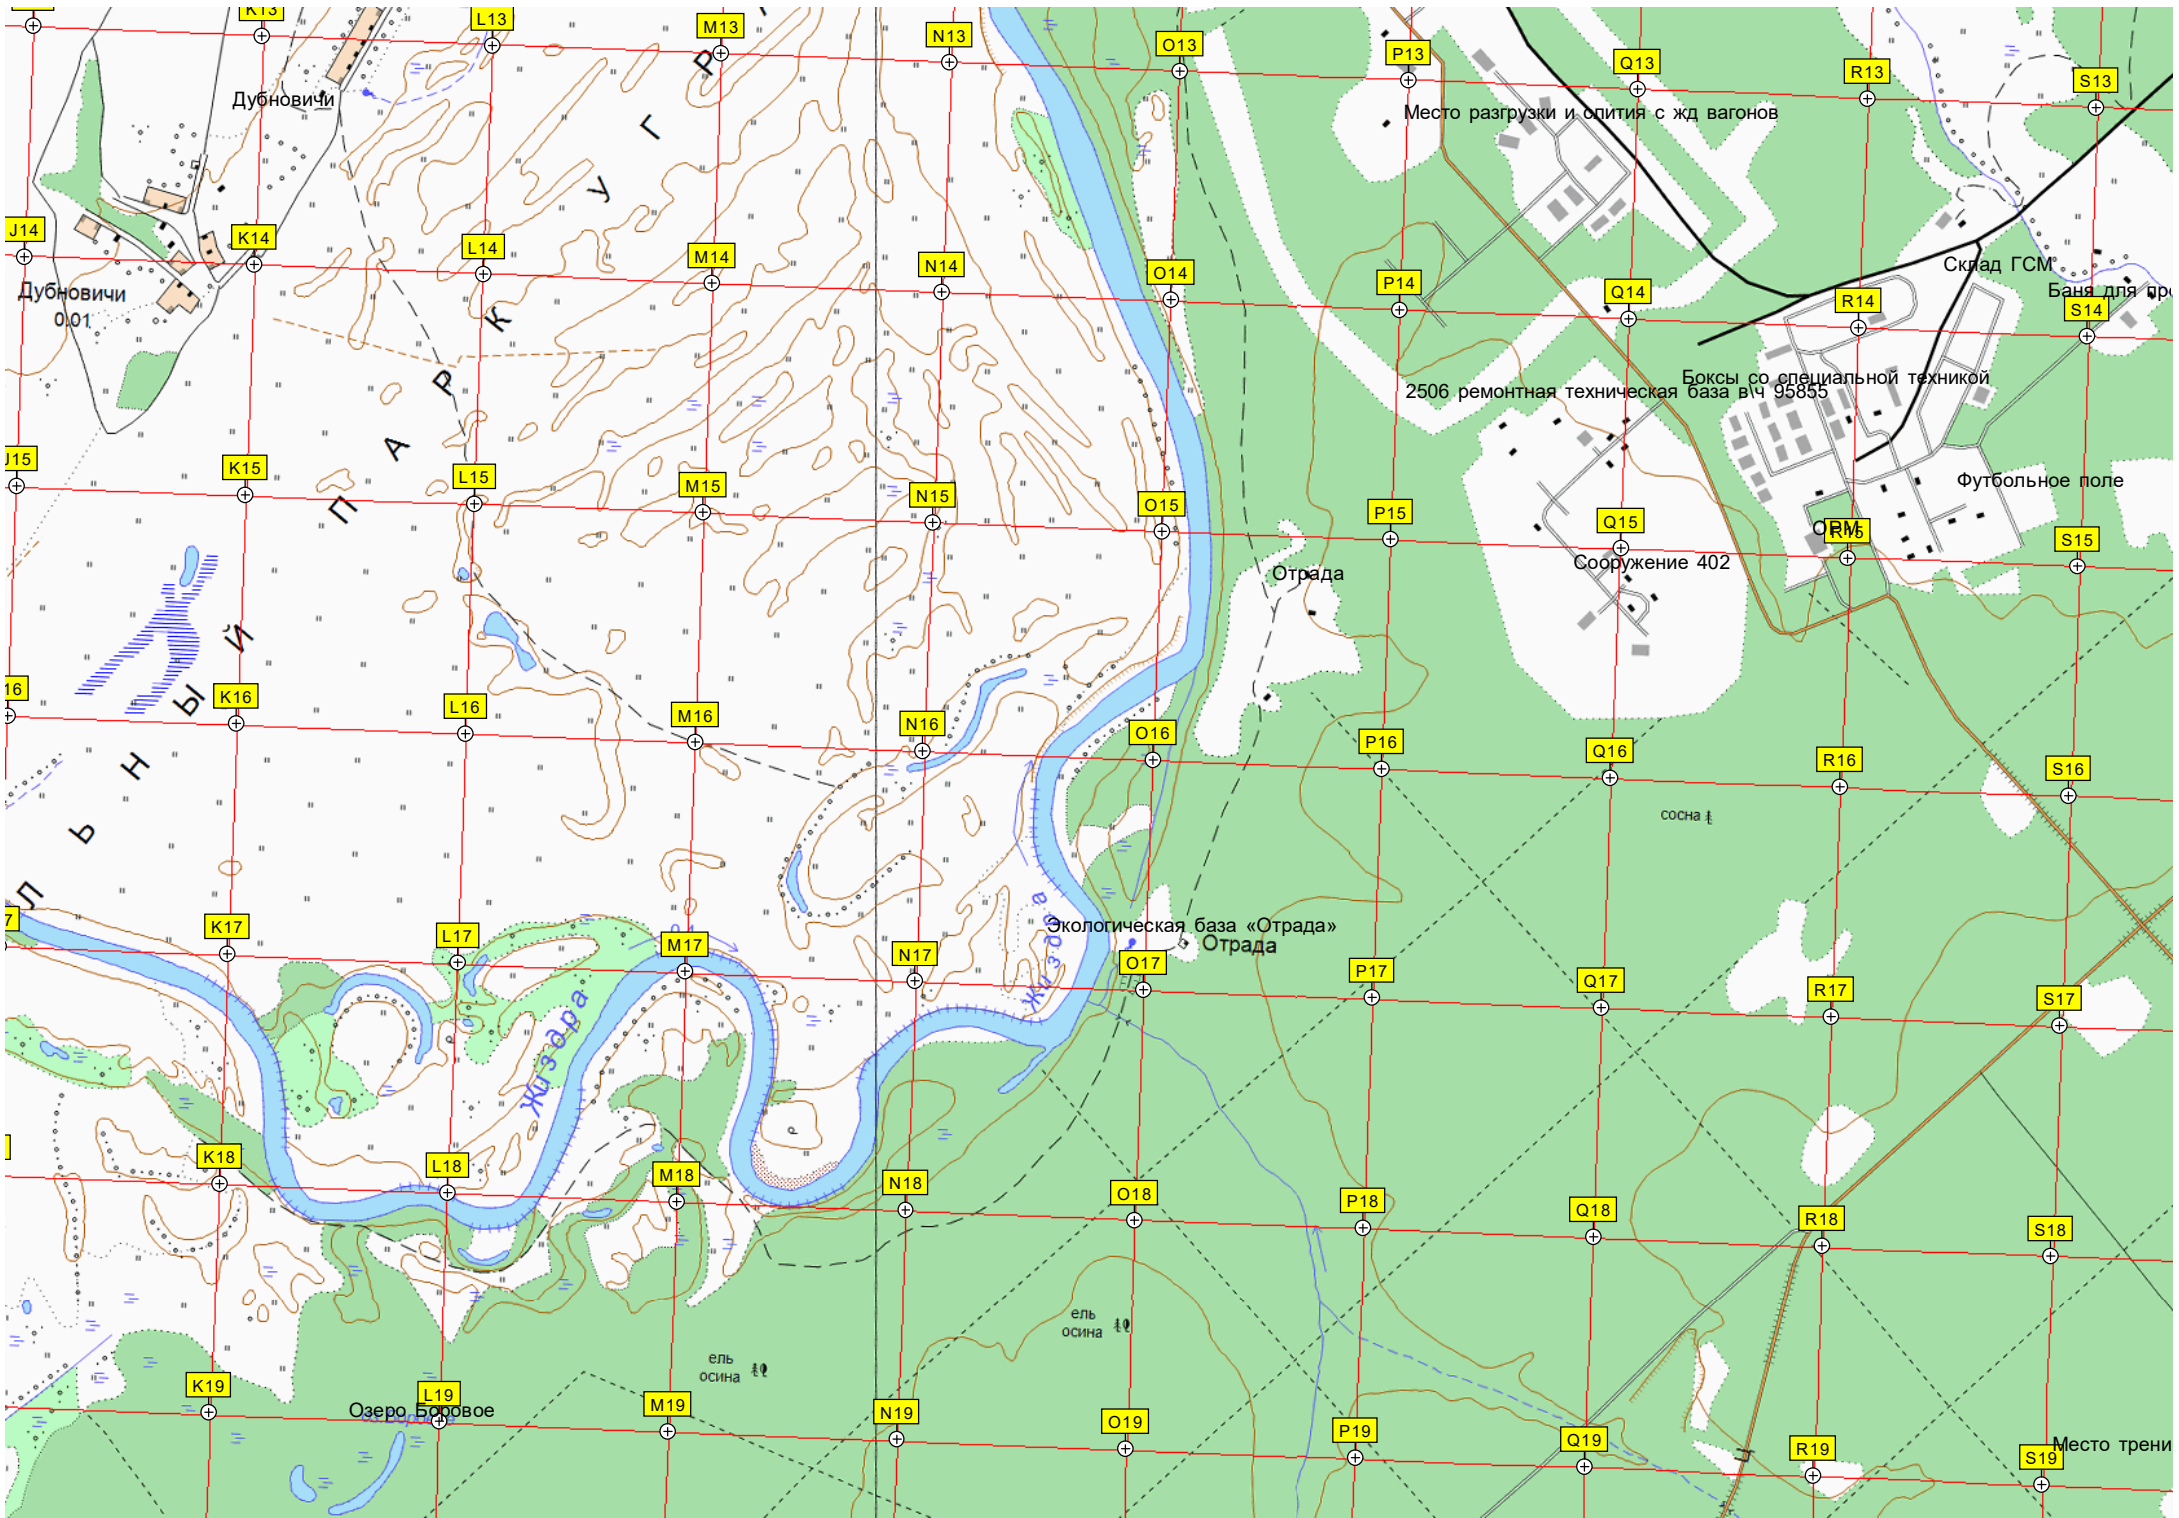 K13
L13
M13
N13
O13
P13
Q13
R13
S13
Дубновичи
Место разгрузки и слития с жд вагонов
J14
K14
L14
M14
N14
O14
P14
Q14
R14
S14
Дубновичи
0.01
Склад ГСМ
Баня для
Боксы со специальной техникой
2506 ремонтная техническая база в\ч 95855
J15
K15
L15
M15
N15
O15
P15
Q15
R15
S15
Футбольное поле
ОРМ
Сооружение 402
Отрада
Л Ь Н Ы Й П А Р К У Г Р
16
K16
L16
M16
N16
O16
P16
Q16
R16
S16
сосна
7
K17
L17
M17
N17
O17
P17
Q17
R17
S17
Экологическая база «Отрада»
Отрада
Жиздра
Жиздра
K18
L18
M18
N18
O18
P18
Q18
R18
S18
ель
осина
ель
осина
K19
L19
M19
N19
O19
P19
Q19
R19
S19
Озеро Боровое
Место